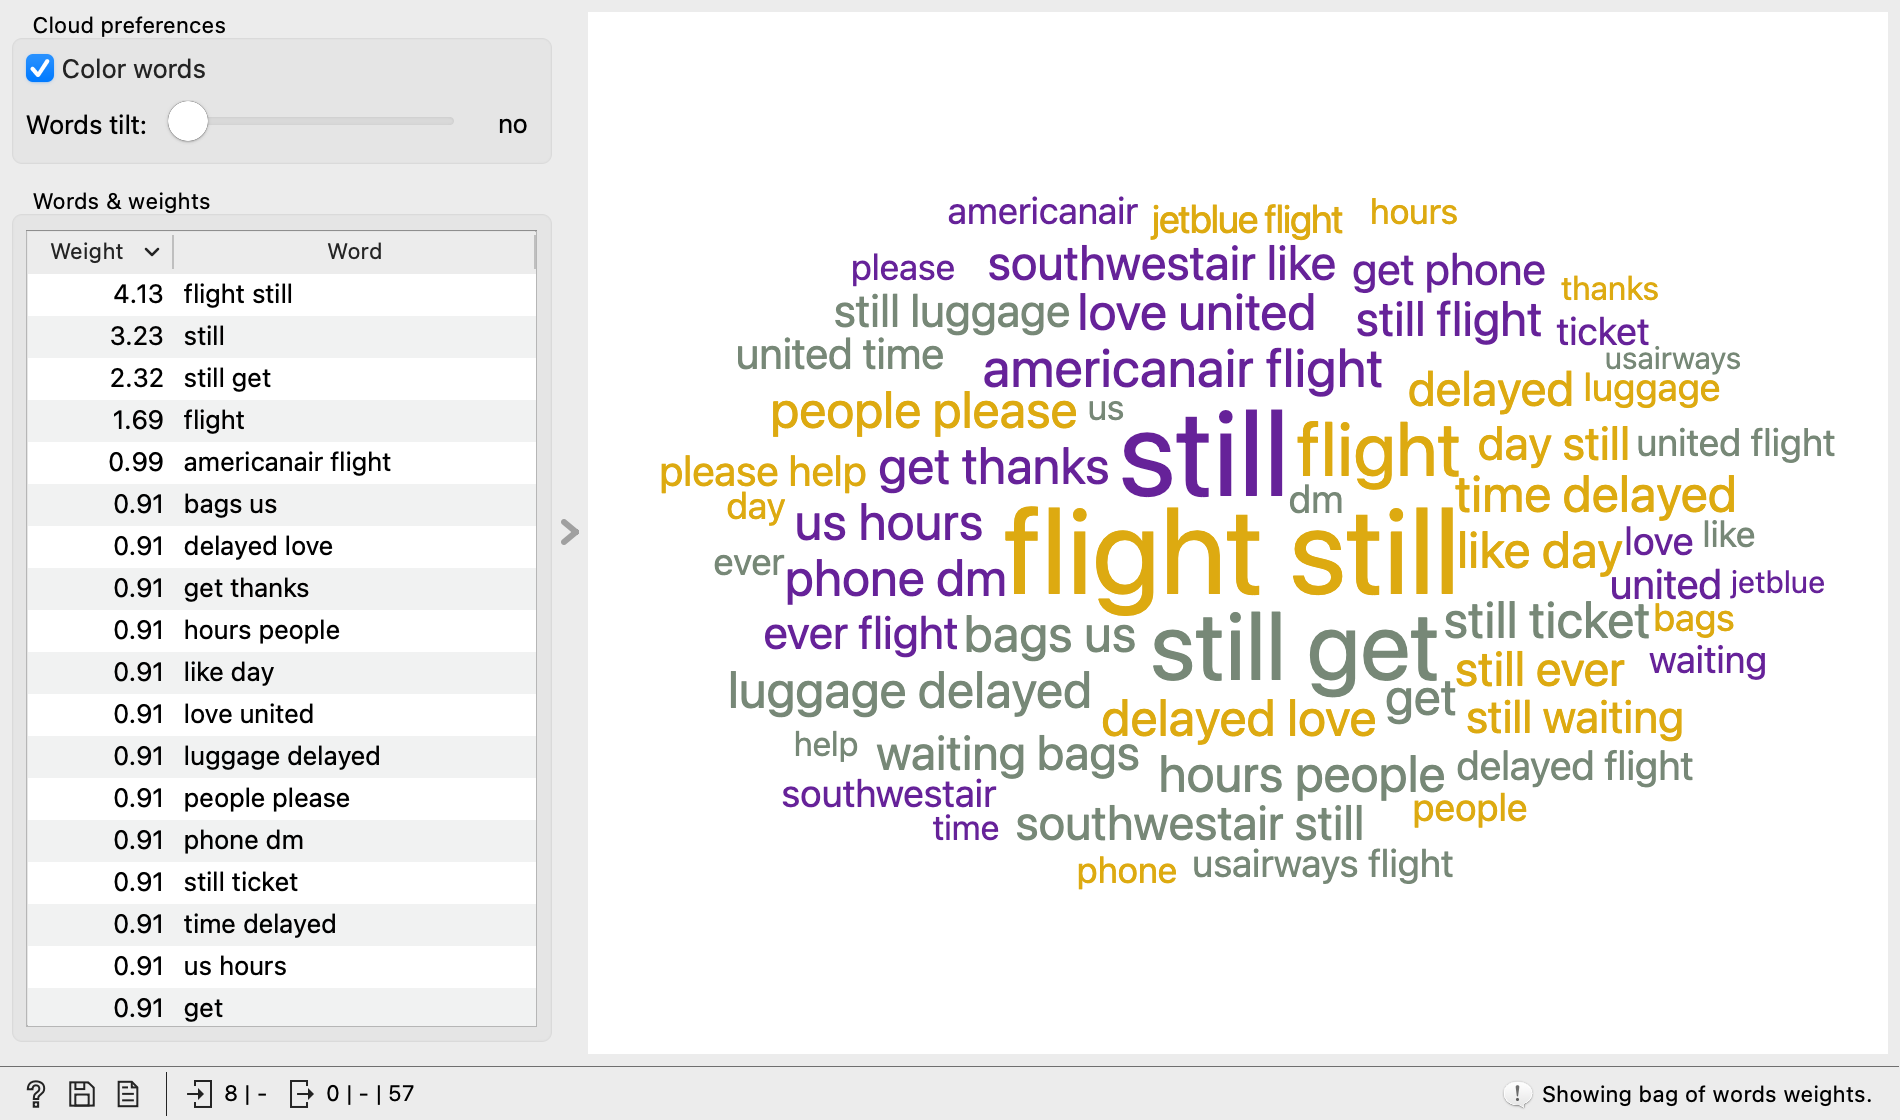 Cloud preferences
Color words
Words tilt: no
Words & weights
Weight Word
4.13 flight still
3.23 still
2.32 still get
1.69 flight
0.99 americanair flight
0.91 bags us
0.91 delayed love
0.91 get thanks
0.91 hours people
0.91 like day
0.91 love united
0.91 luggage delayed
0.91 people please
0.91 phone dm
0.91 still ticket
0.91 time delayed
0.91 us hours
0.91 get
americanair jetblue flight hours
please southwestair like get phone thanks
still luggage love united still flight ticket
united time americanair flight usairways
people please us delayed luggage
please help get thanks still flight day still united flight
day us hours dm time delayed
ever phone dm flight still like day love like
united jetblue
ever flight bags us still get still ticket bags
luggage delayed still ever waiting
delayed love get still waiting
help waiting bags hours people delayed flight
southwestair people
time southwestair still
phone usairways flight
? 8 | - 0 | - | 57
! Showing bag of words weights.